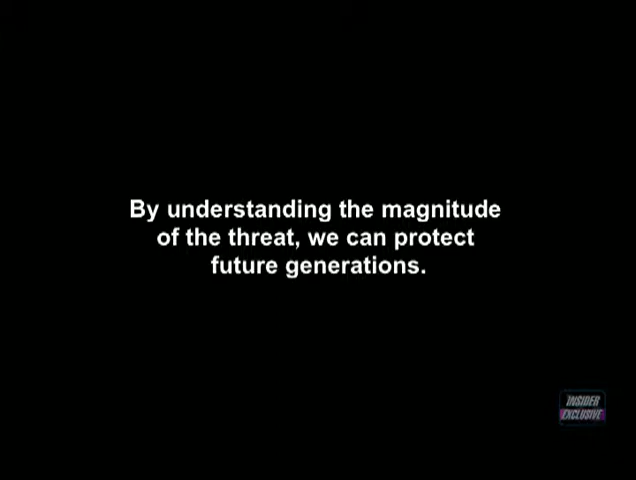 By understanding the magnitude
of the threat, we can protect
future generations.
INSIDER
EXCLUSIVE